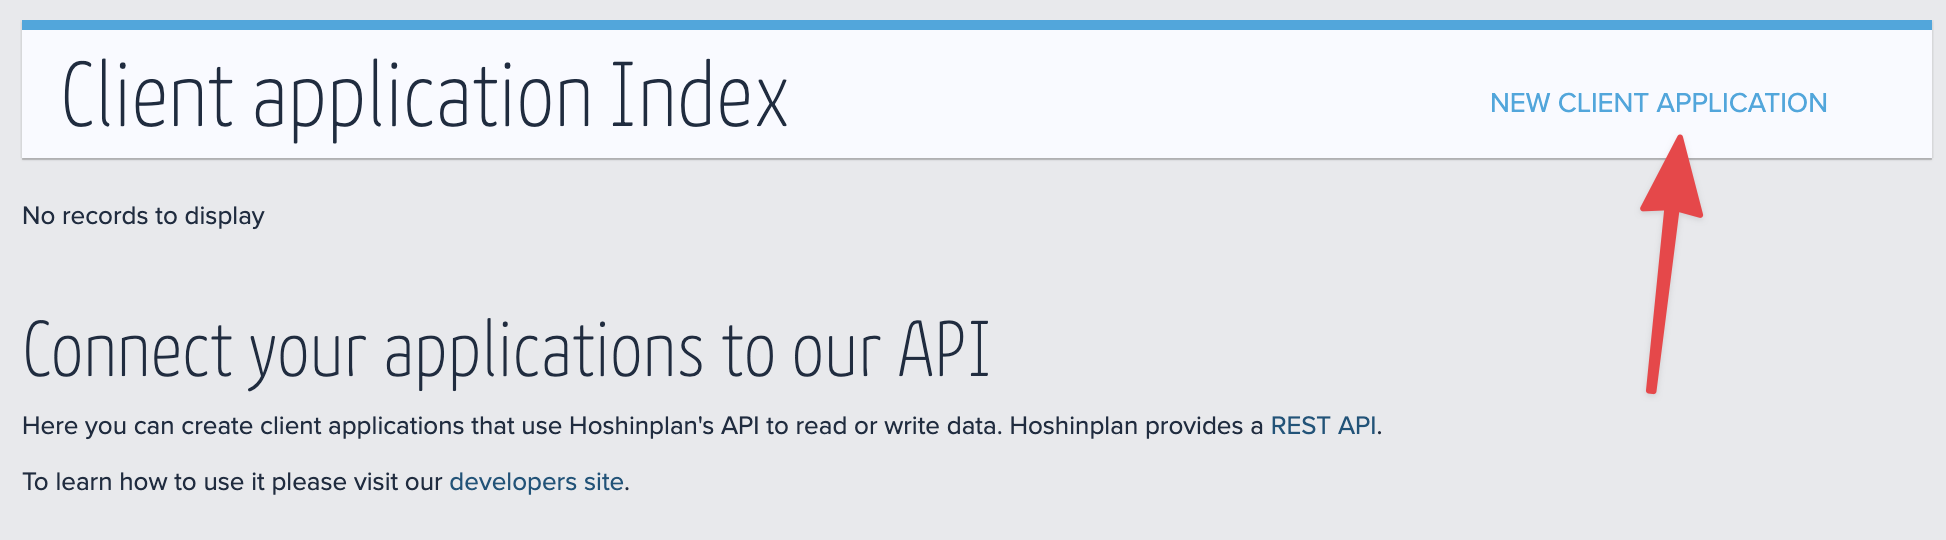 Client application Index
NEW CLIENT APPLICATION
No records to display
Connect your applications to our API
Here you can create client applications that use Hoshinplan's API to read or write data. Hoshinplan provides a REST API.
To learn how to use it please visit our developers site.